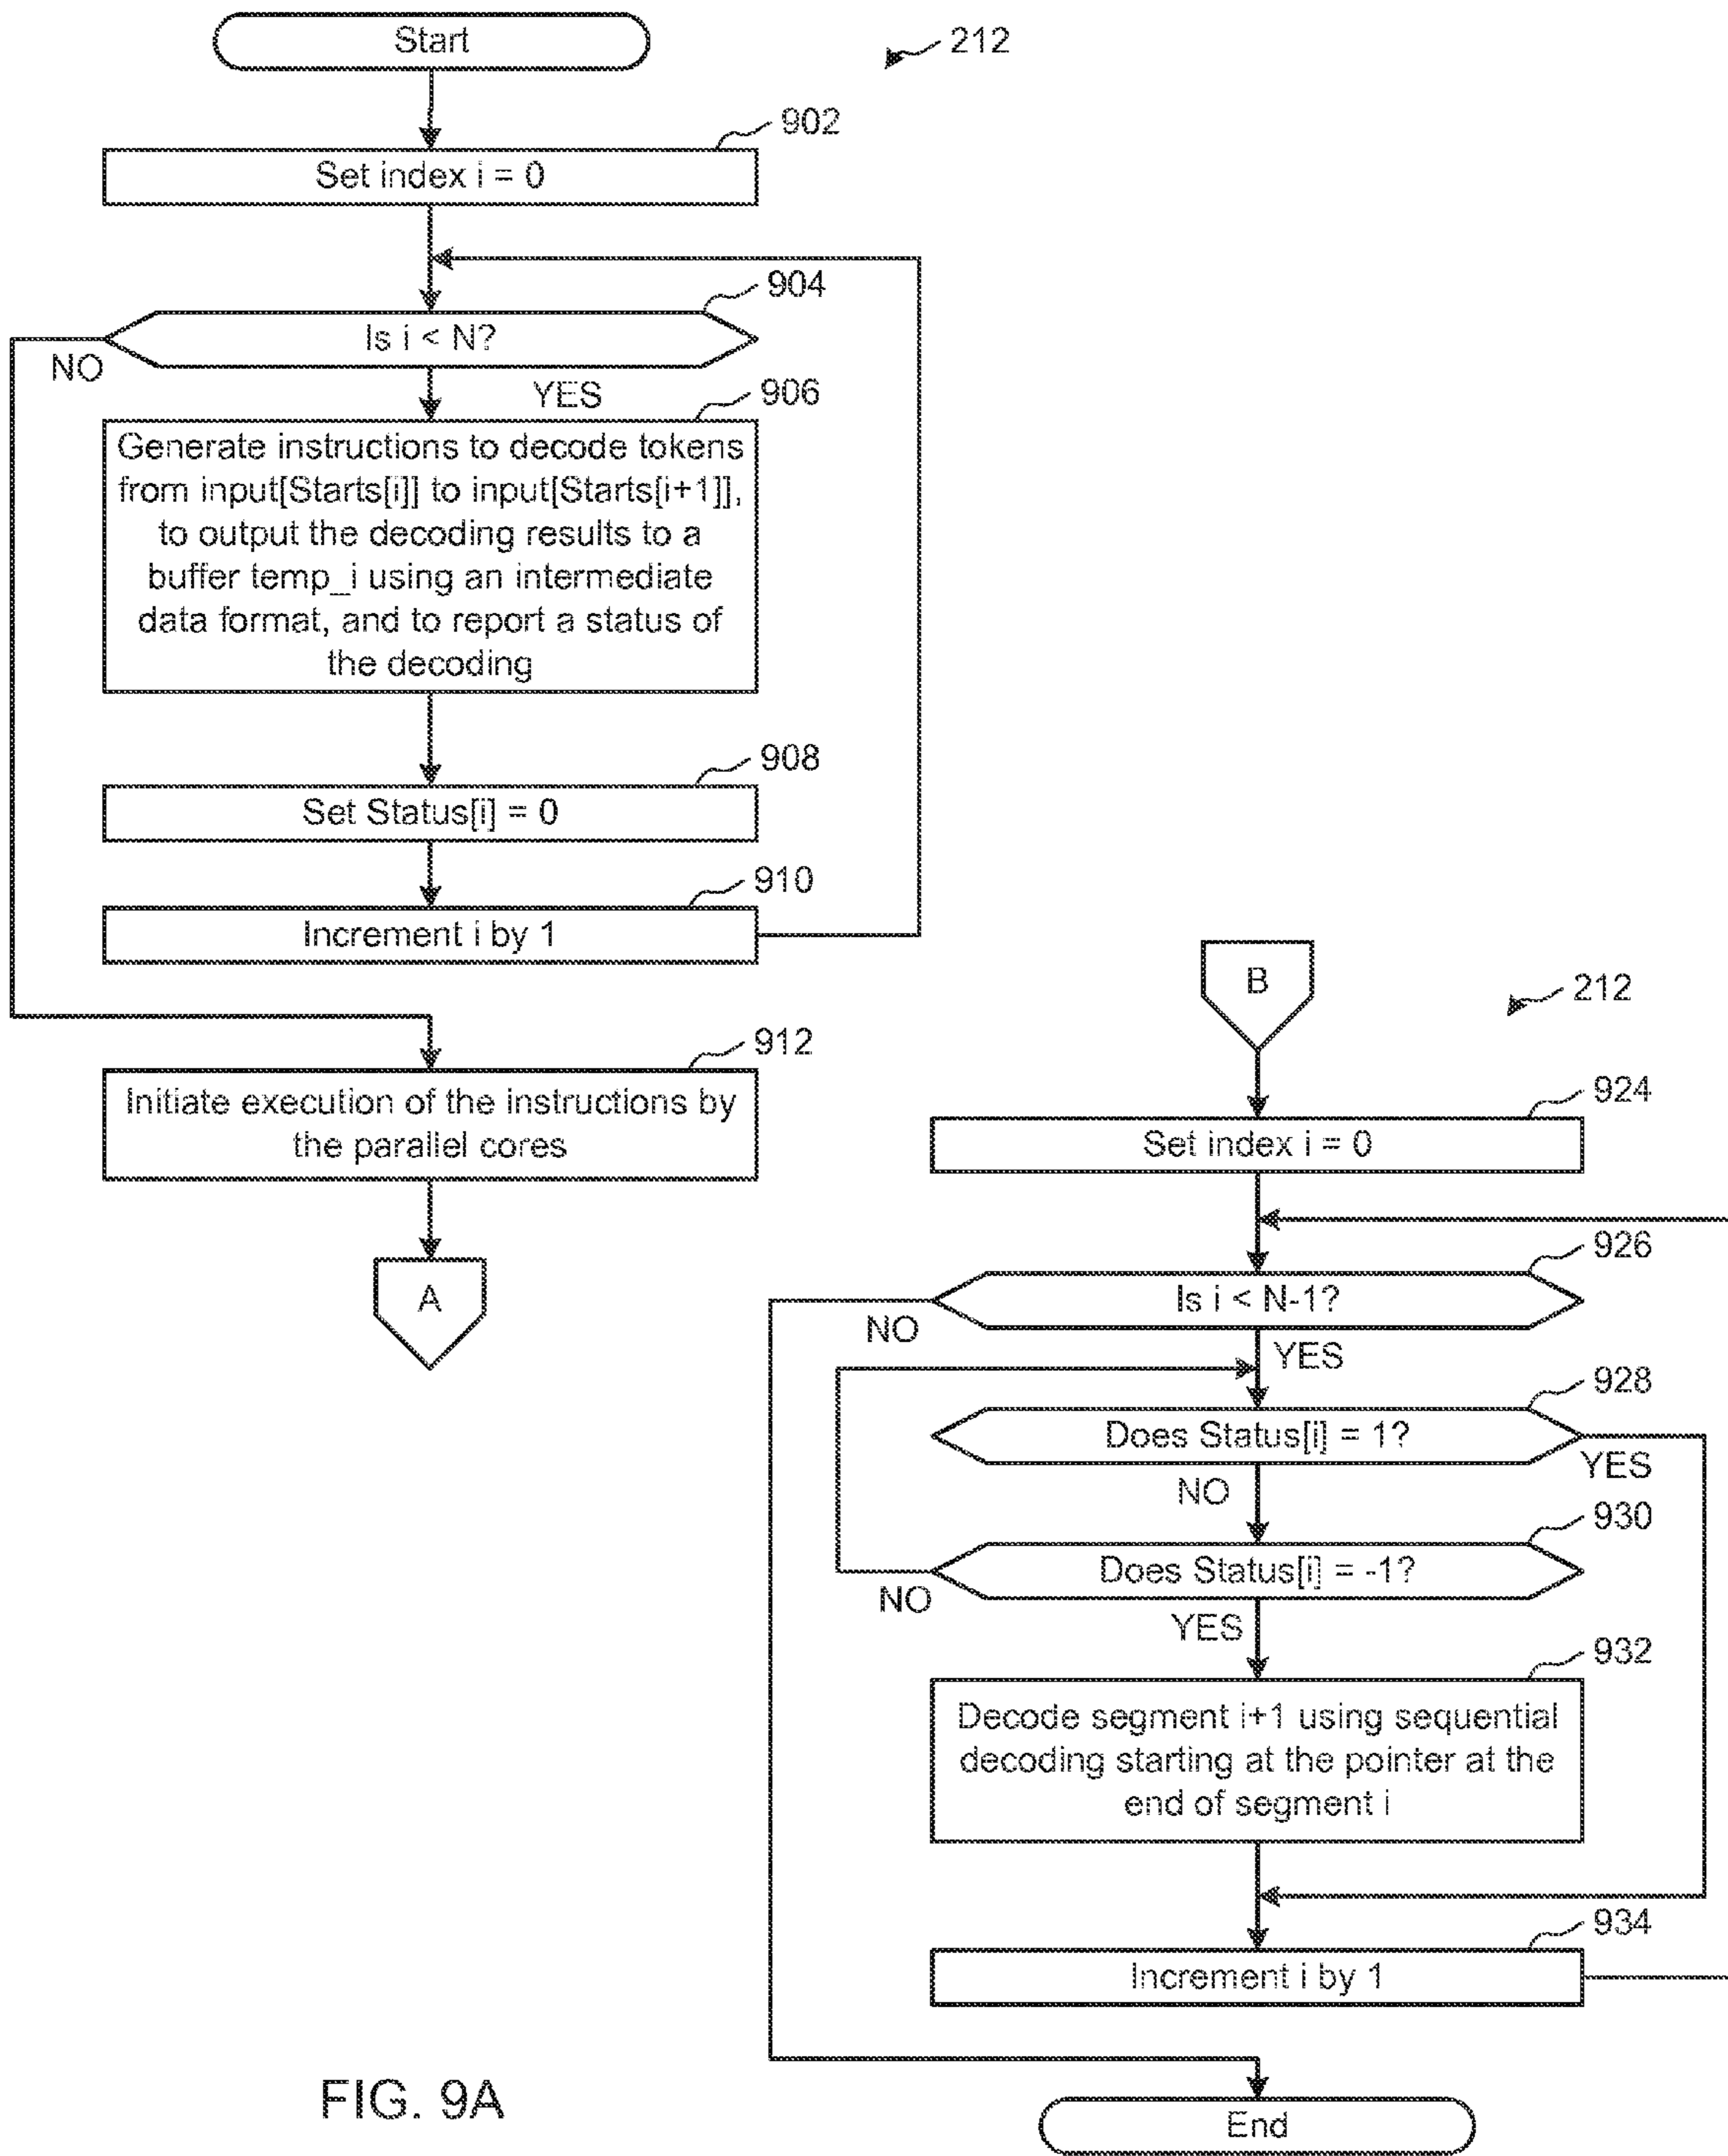 Start
212
902
Set index i = 0
904
Is i < N?
NO
YES
906
Generate instructions to decode tokens
from input[Starts[i]] to input[Starts[i+1]],
to output the decoding results to a
buffer temp_i using an intermediate
data format, and to report a status of
the decoding
908
Set Status[i] = 0
910
Increment i by 1
912
Initiate execution of the instructions by
the parallel cores
A
B
212
924
Set index i = 0
926
Is i < N-1?
NO
YES
928
Does Status[i] = 1?
YES
NO
930
Does Status[i] = -1?
NO
YES
932
Decode segment i+1 using sequential
decoding starting at the pointer at the
end of segment i
934
Increment i by 1
End
FIG. 9A